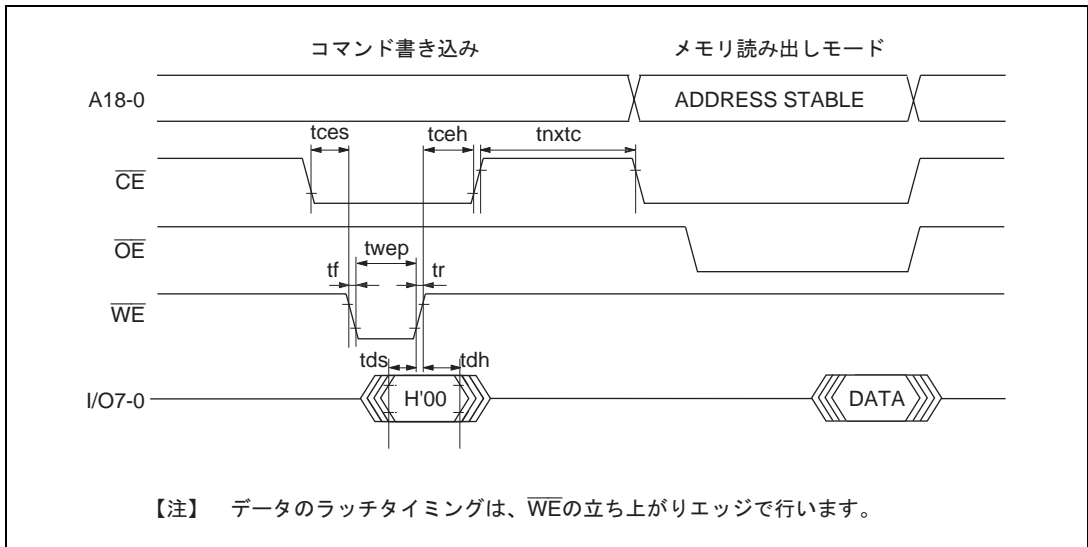 コマンド書き込み メモリ読み出しモード
A18-0 ADDRESS STABLE
tces tceh tnxtc
CE
OE
twep
tf tr
WE
tds tdh
I/O7-0 H'00 DATA
【注】 データのラッチタイミングは、WEの立ち上がりエッジで行います。